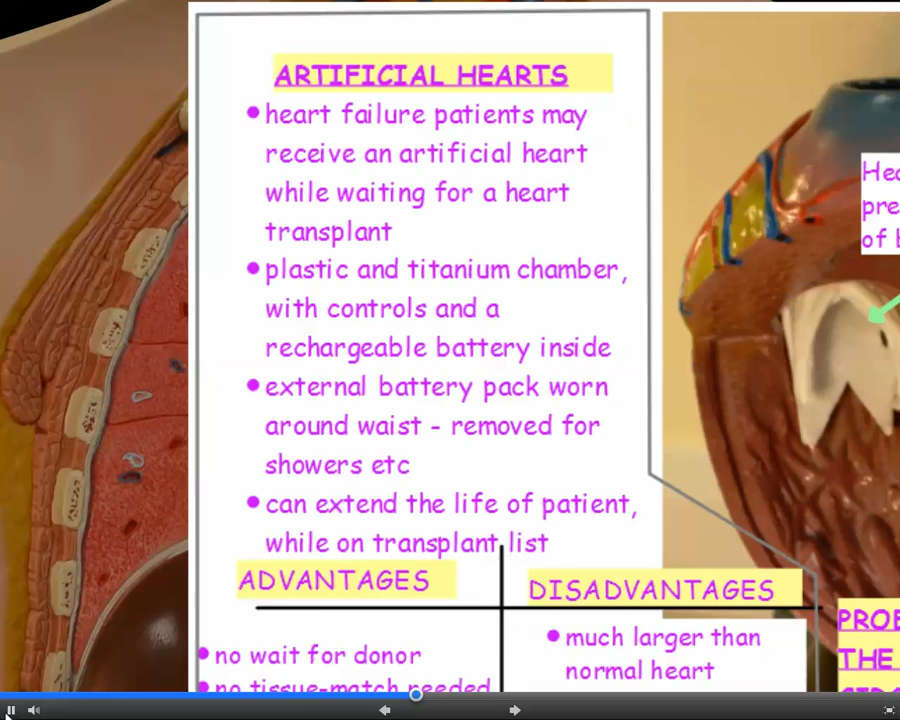 ARTIFICIAL HEARTS
• heart failure patients may
receive an artificial heart
while waiting for a heart
transplant
• plastic and titanium chamber,
with controls and a
rechargeable battery inside
• external battery pack worn
around waist - removed for
showers etc
• can extend the life of patient,
while on transplant list
ADVANTAGES
• no wait for donor
• no tissue-match needed
DISADVANTAGES
• much larger than
normal heart
of
THE